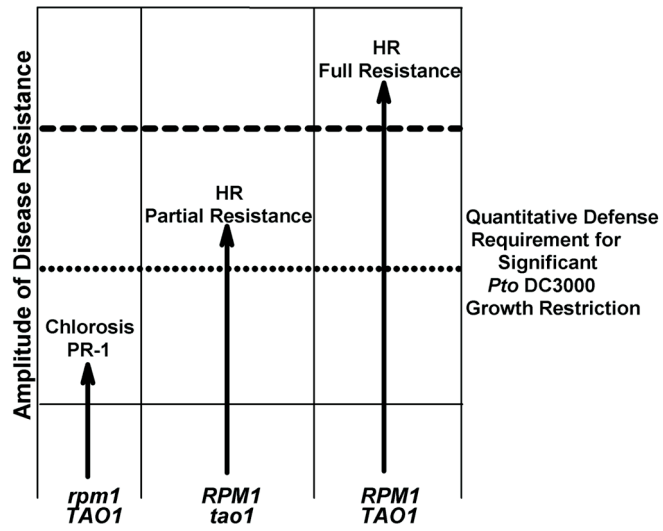 Amplitude of Disease Resistance
HR
Full Resistance
HR
Partial Resistance
Chlorosis
PR-1
Quantitative Defense
Requirement for
Significant
Pto DC3000
Growth Restriction
rpm1
TAO1
RPM1
tao1
RPM1
TAO1